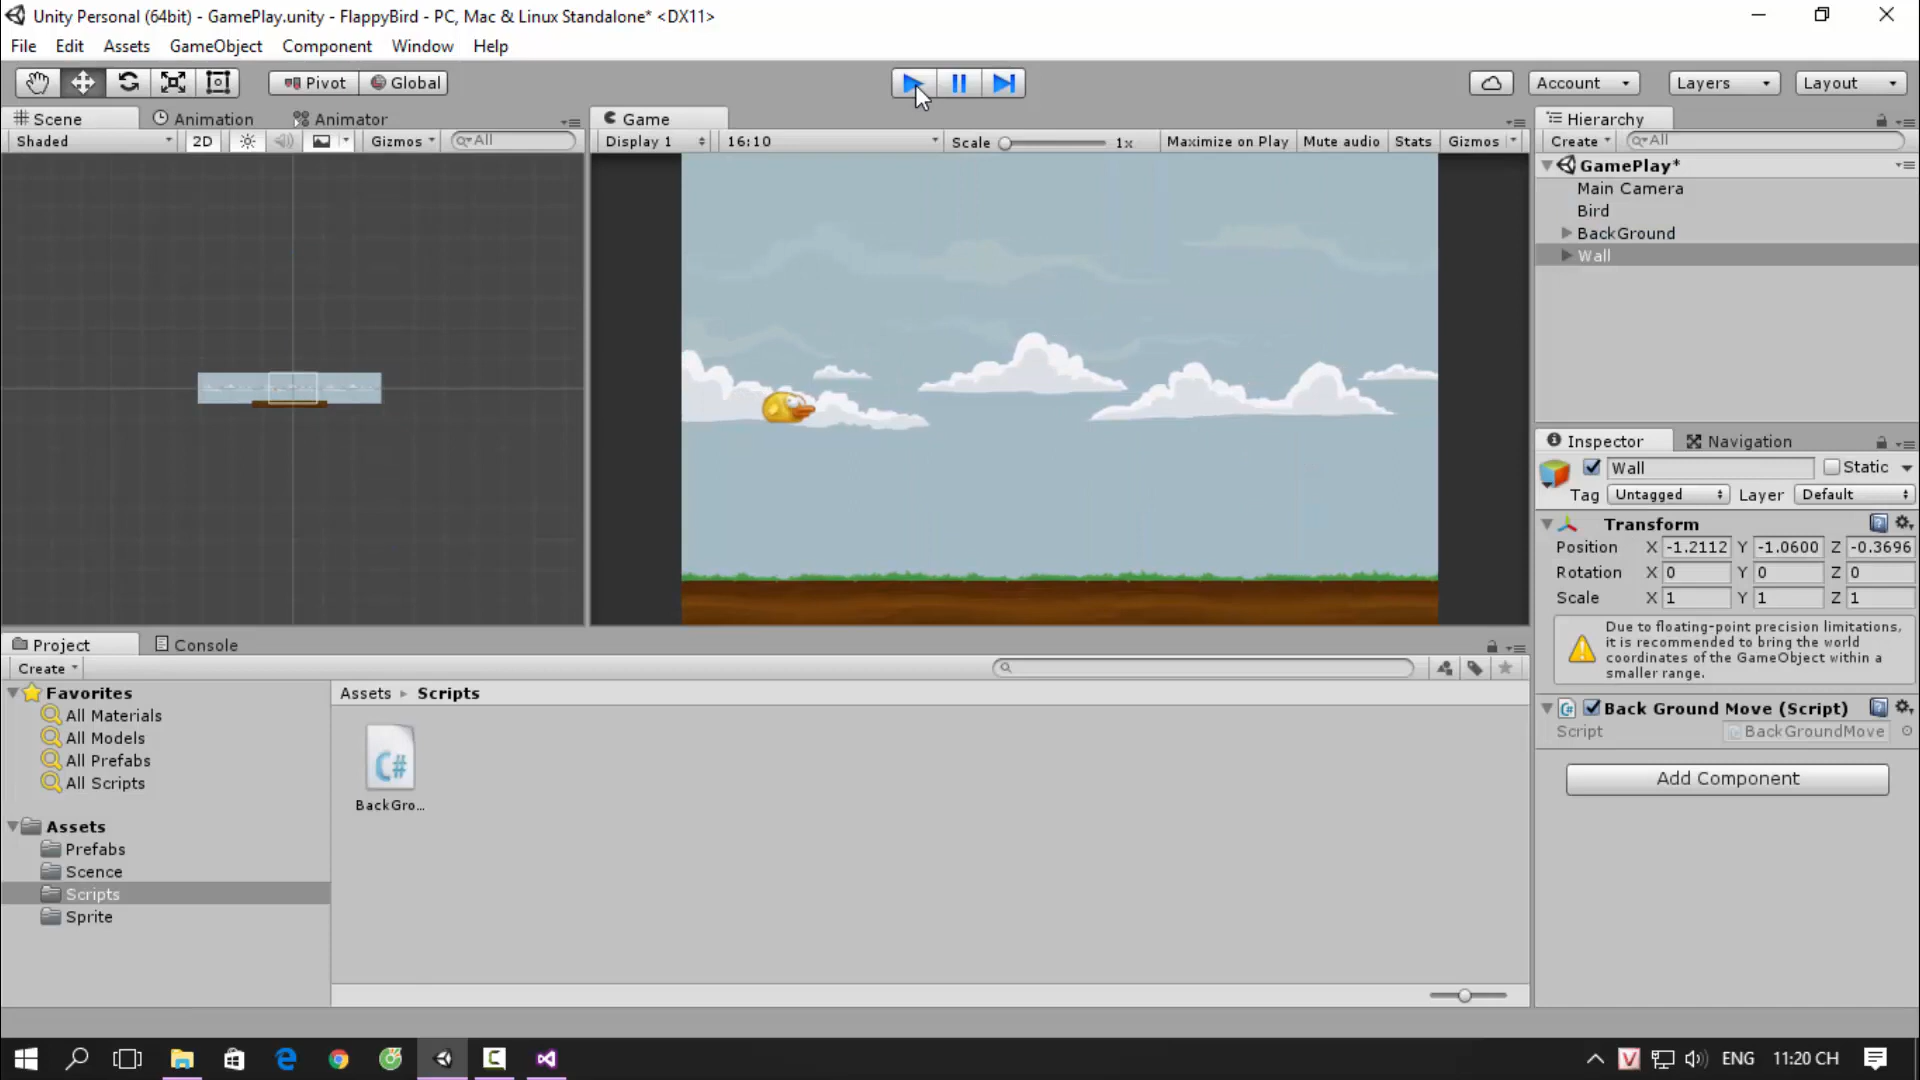 Unity Personal (64bit) - GamePlay.unity - FlappyBird - PC, Mac & Linux Standalone* <DX11>
File Edit Assets GameObject Component Window Help
Pivot Global Account Layers Layout
Scene Animation Animator Game Hierarchy
Shaded 2D Gizmos All Display 1 16:10 Scale 1x Maximize on Play Mute audio Stats Gizmos Create All
GamePlay*
Main Camera
Bird
BackGround
Wall
Inspector Navigation
Wall Static
Tag Untagged Layer Default
Transform
Position X -1.2112 Y -1.0600 Z -0.3696
Rotation X 0 Y 0 Z 0
Scale X 1 Y 1 Z 1
Due to floating-point precision limitations,
it is recommended to bring the world
coordinates of the GameObject within a
smaller range.
Back Ground Move (Script)
Script BackGroundMove
Add Component
Project Console
Create
Favorites
All Materials
All Models
All Prefabs
All Scripts
Assets
Prefabs
Scence
Scripts
Sprite
Assets Scripts
C#
BackGro...
ENG 11:20 CH